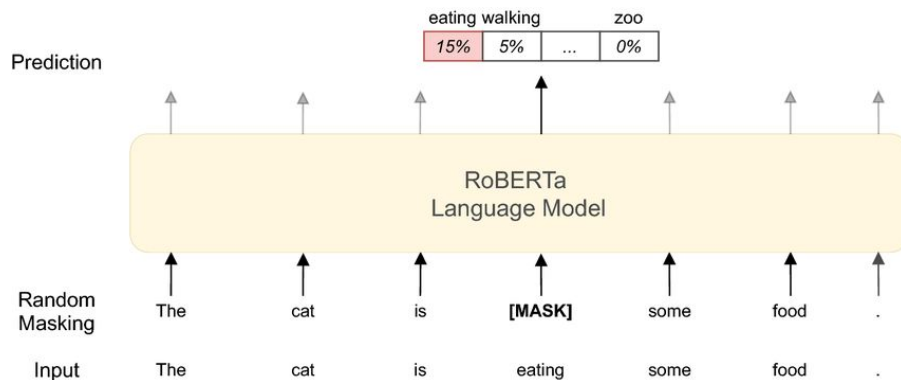 eating walking zoo
15% 5% ... 0%
Prediction
RoBERTa
Language Model
Random
Masking
The cat is [MASK] some food .
Input The cat is eating some food .